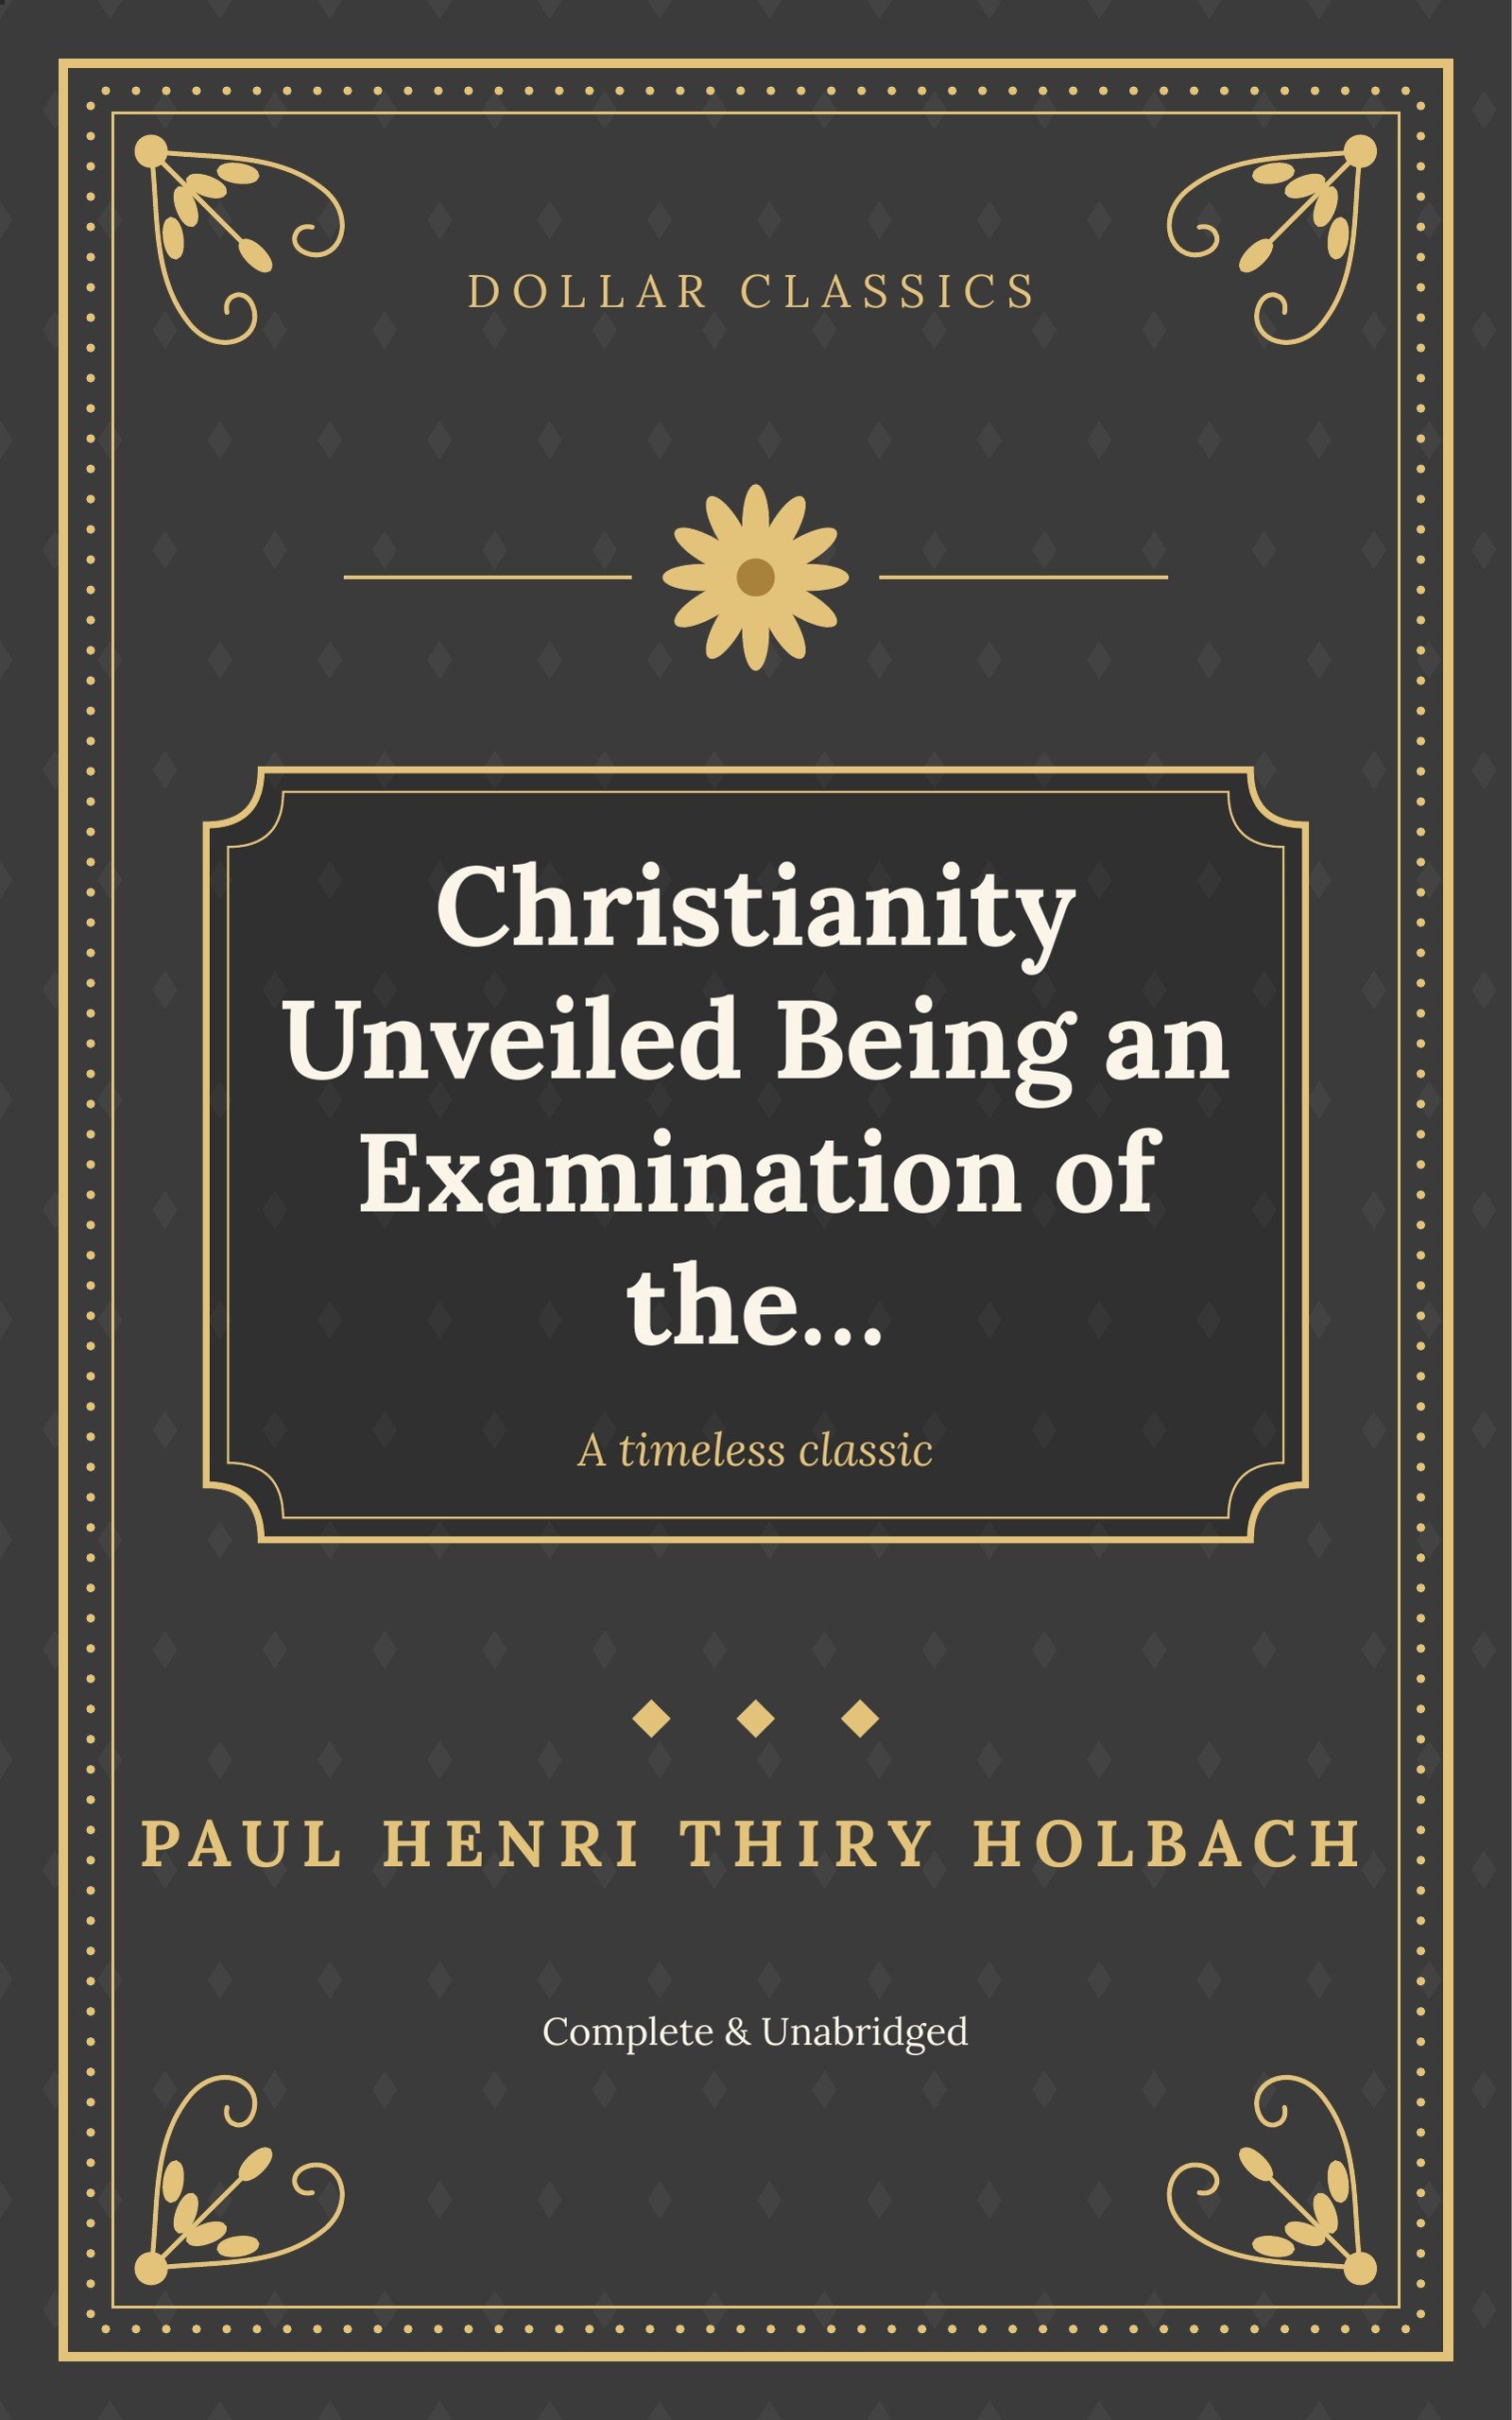 DOLLAR CLASSICS
Christianity
Unveiled Being an
Examination of
the...
A timeless classic
PAUL HENRI THIRY HOLBACH
Complete & Unabridged